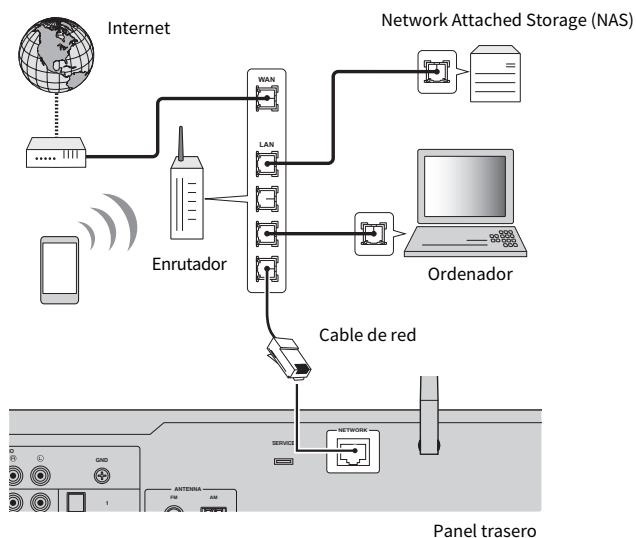 Internet
Network Attached Storage (NAS)
WAN
LAN
Enrutador
Ordenador
Cable de red
NETWORK
SERVICE
GND
ANTENNA
FM
AM
1
R
L
Panel trasero